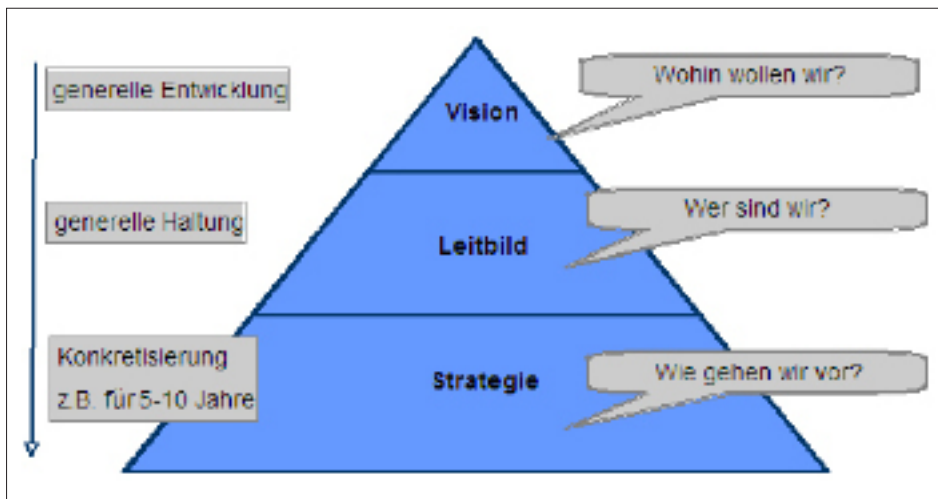 generelle Entwicklung
Vision
Wohin wollen wir?
generelle Haltung
Leitbild
Wer sind wir?
Konkretisierung
z.B. für 5-10 Jahre
Strategie
Wie gehen wir vor?